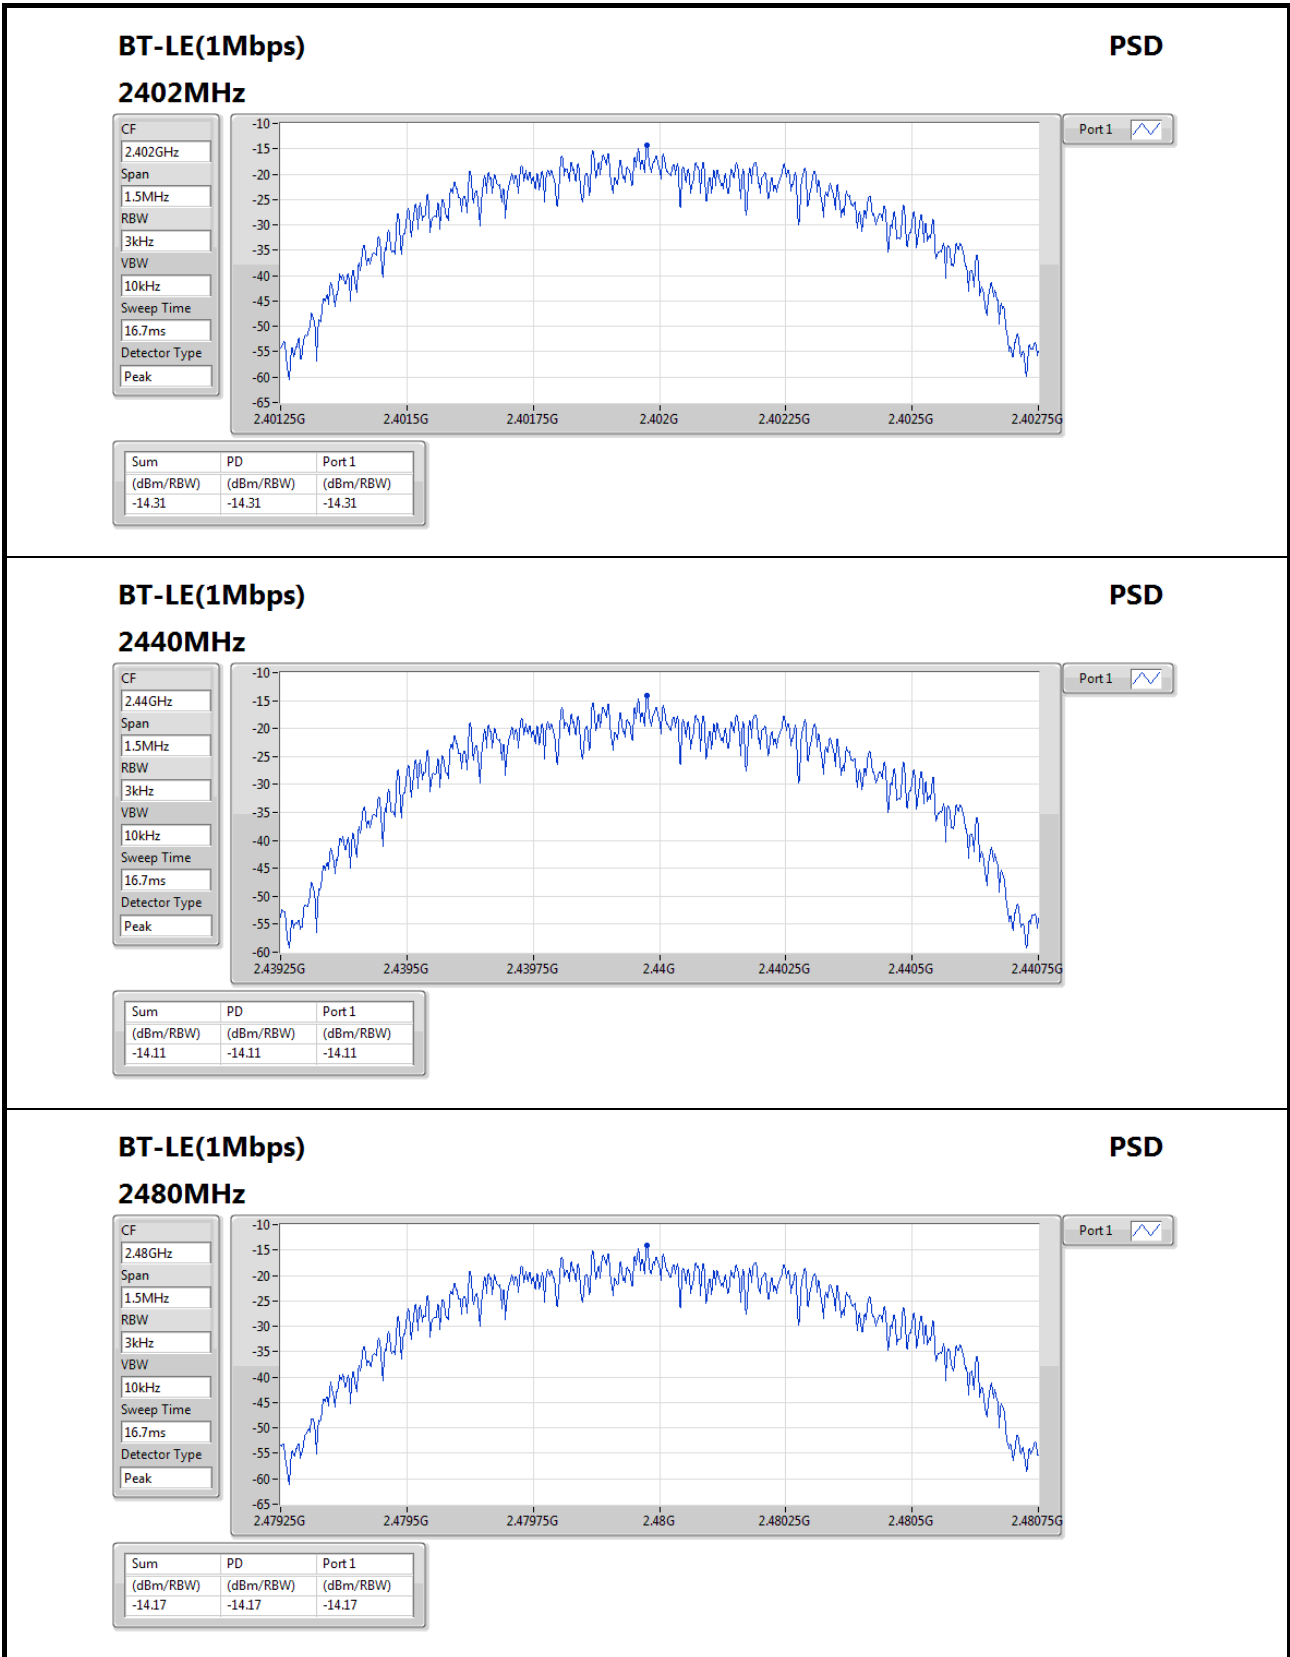 BT-LE(1Mbps) PSD
2402MHz
CF
2.402GHz
Span
1.5MHz
RBW
3kHz
VBW
10kHz
Sweep Time
16.7ms
Detector Type
Peak
-10
-15
-20
-25
-30
-35
-40
-45
-50
-55
-60
-65
2.40125G 2.4015G 2.40175G 2.402G 2.40225G 2.4025G 2.40275G
Port 1
Sum PD Port 1
(dBm/RBW) (dBm/RBW) (dBm/RBW)
-14.31 -14.31 -14.31
BT-LE(1Mbps) PSD
2440MHz
CF
2.44GHz
Span
1.5MHz
RBW
3kHz
VBW
10kHz
Sweep Time
16.7ms
Detector Type
Peak
-10
-15
-20
-25
-30
-35
-40
-45
-50
-55
-60
2.43925G 2.4395G 2.43975G 2.44G 2.44025G 2.4405G 2.44075G
Port 1
Sum PD Port 1
(dBm/RBW) (dBm/RBW) (dBm/RBW)
-14.11 -14.11 -14.11
BT-LE(1Mbps) PSD
2480MHz
CF
2.48GHz
Span
1.5MHz
RBW
3kHz
VBW
10kHz
Sweep Time
16.7ms
Detector Type
Peak
-10
-15
-20
-25
-30
-35
-40
-45
-50
-55
-60
-65
2.47925G 2.4795G 2.47975G 2.48G 2.48025G 2.4805G 2.48075G
Port 1
Sum PD Port 1
(dBm/RBW) (dBm/RBW) (dBm/RBW)
-14.17 -14.17 -14.17